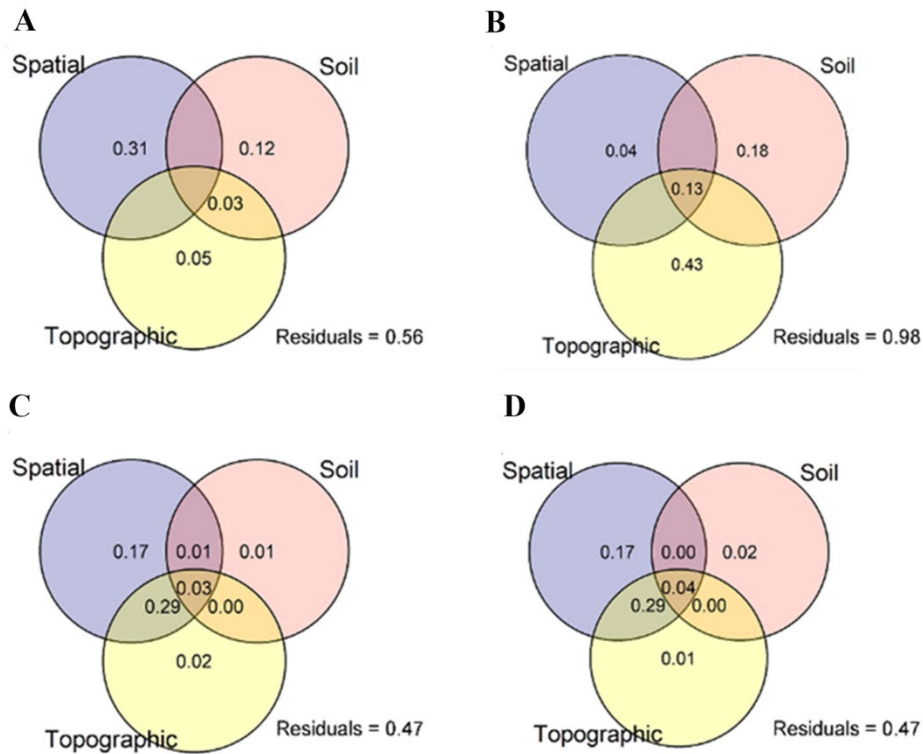 A
Spatial
Soil
0.31
0.12
0.03
0.05
Topographic
Residuals = 0.56
B
Spatial
Soil
0.04
0.18
0.13
0.43
Topographic
Residuals = 0.98
C
Spatial
Soil
0.17
0.01
0.01
0.03
0.29
0.00
0.02
Topographic
Residuals = 0.47
D
Spatial
Soil
0.17
0.00
0.02
0.04
0.29
0.00
0.01
Topographic
Residuals = 0.47